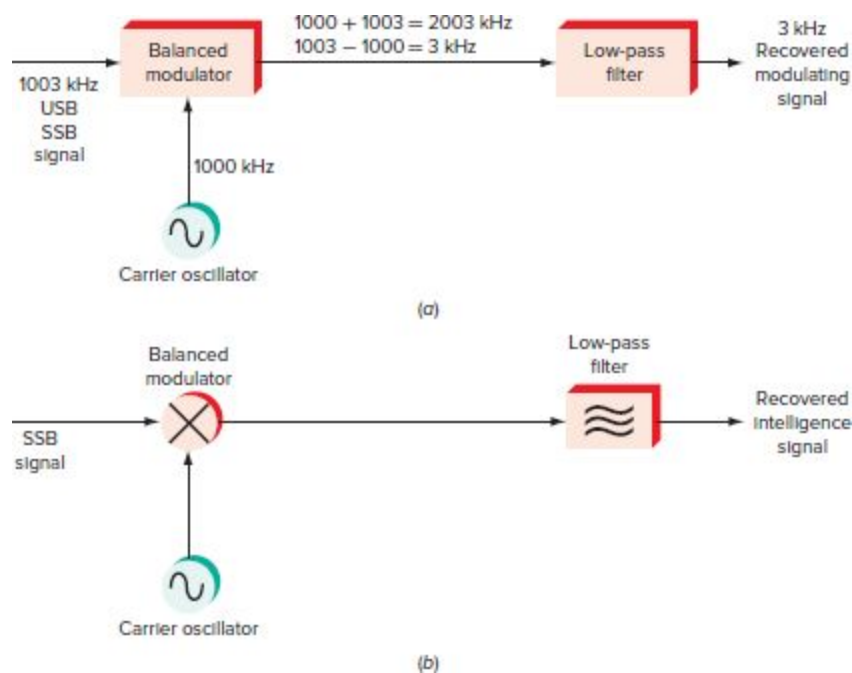 1000 + 1003 = 2003 kHz
1003 – 1000 = 3 kHz
Balanced
modulator
Low-pass
filter
3 kHz
Recovered
modulating
signal
1003 kHz
USB
SSB
signal
1000 kHz
Carrier oscillator
(a)
Balanced
modulator
Low-pass
filter
SSB
signal
Recovered
intelligence
signal
Carrier oscillator
(b)